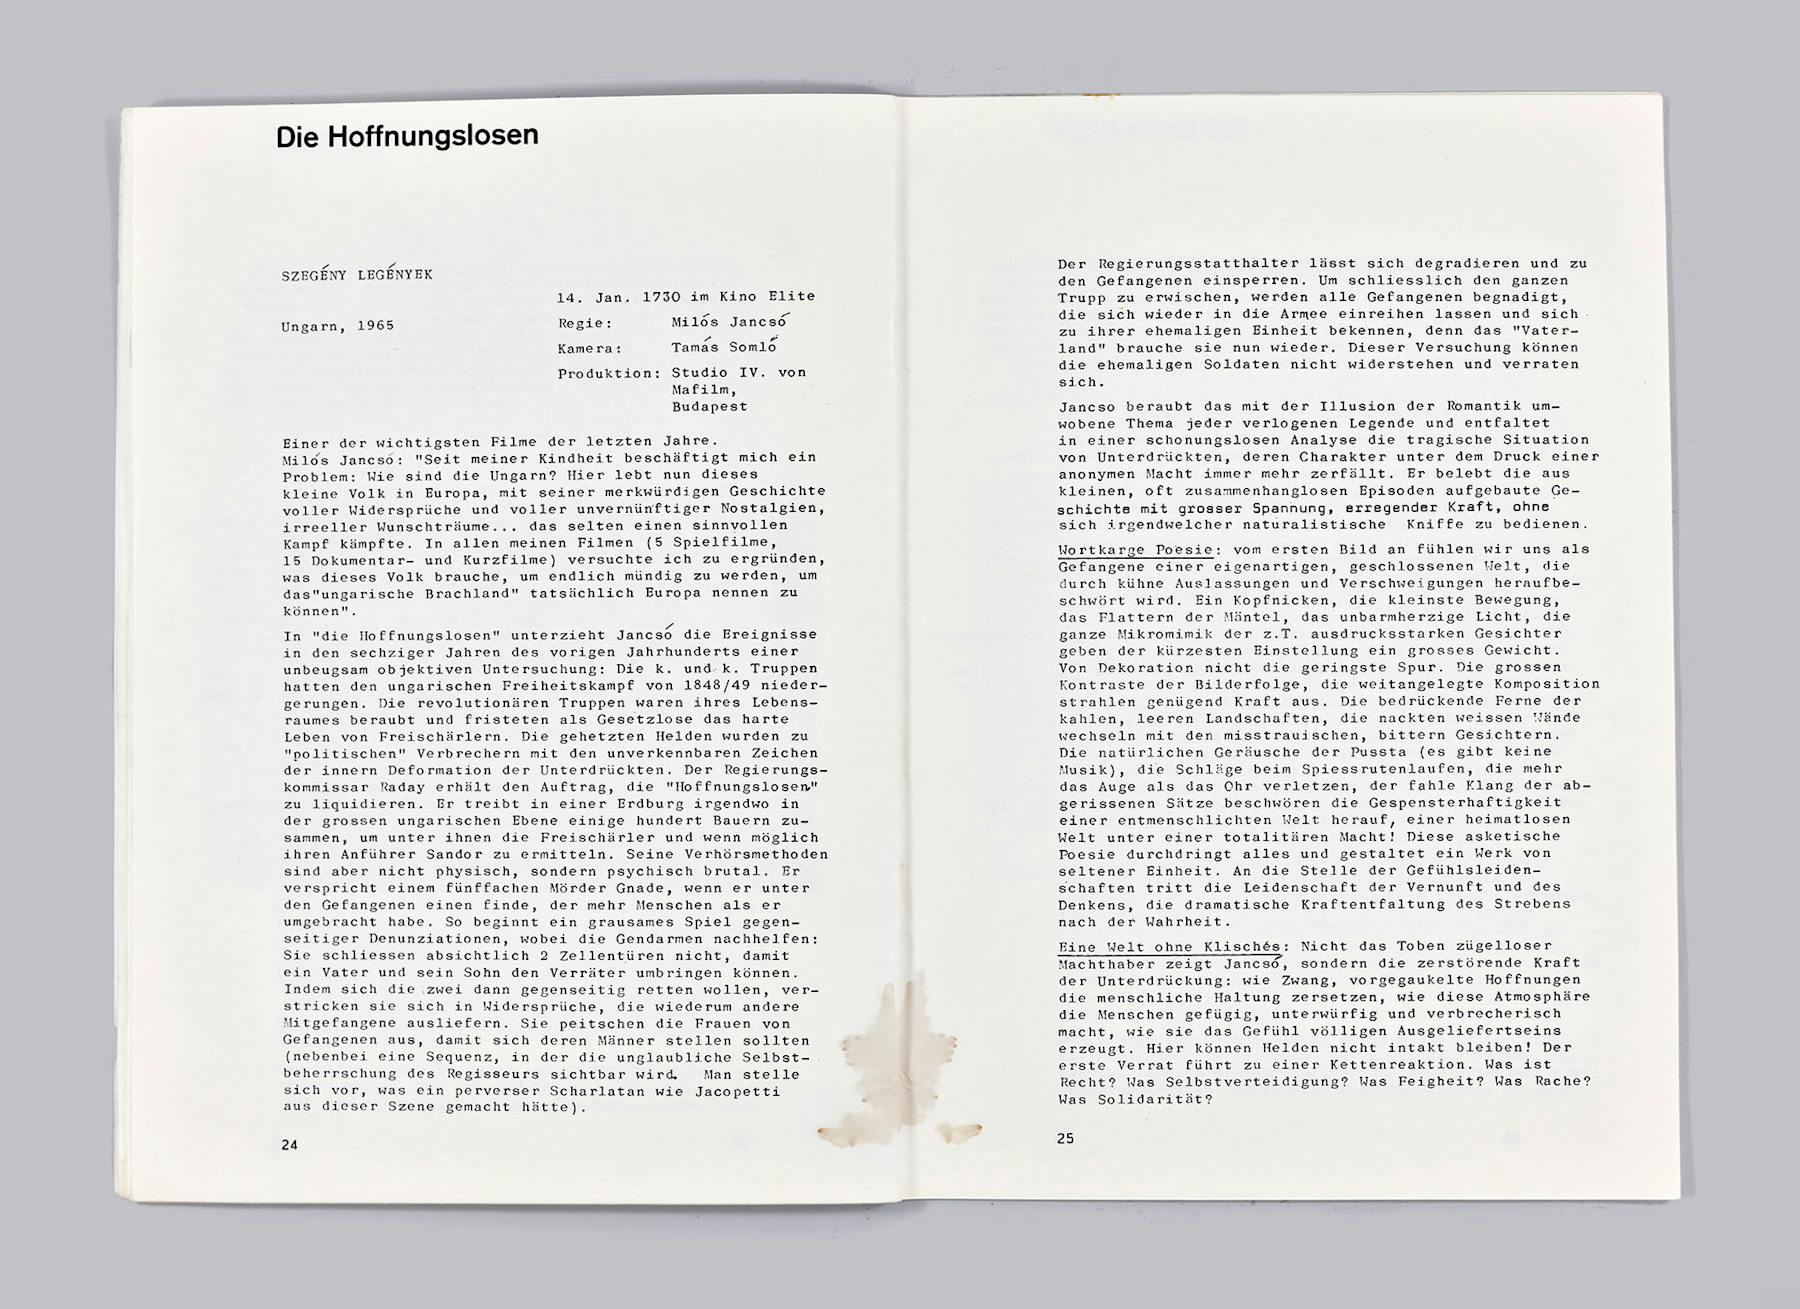 Die Hoffnungslosen
SZEGÉNY LEGÉNYEK
14. Jan. 1730 im Kino Elite
Ungarn, 1965
Regie: Milós Jancsó
Kamera: Tamás Somló
Produktion: Studio IV. von
Mafilm,
Budapest
Einer der wichtigsten Filme der letzten Jahre.
Milós Jancsó: "Seit meiner Kindheit beschäftigt mich ein
Problem: Wie sind die Ungarn? Hier lebt nun dieses
kleine Volk in Europa, mit seiner merkwürdigen Geschichte
voller Widersprüche und voller unvernünftiger Nostalgien,
irreeller Wunschträume... das selten einen sinnvollen
Kampf kämpfte. In allen meinen Filmen (5 Spielfilme,
15 Dokumentar- und Kurzfilme) versuchte ich zu ergründen,
was dieses Volk brauche, um endlich mündig zu werden, um
das"ungarische Brachland" tatsächlich Europa nennen zu
können".
In "die Hoffnungslosen" unterzieht Jancsó die Ereignisse
in den sechziger Jahren des vorigen Jahrhunderts einer
unbeugsam objektiven Untersuchung: Die k. und k. Truppen
hatten den ungarischen Freiheitskampf von 1848/49 nieder-
gerungen. Die revolutionären Truppen waren ihres Lebens-
raumes beraubt und fristeten als Gesetzlose das harte
Leben von Freischärlern. Die gehetzten Helden wurden zu
"politischen" Verbrechern mit den unverkennbaren Zeichen
der innern Deformation der Unterdrückten. Der Regierungs-
kommissar Raday erhält den Auftrag, die "Hoffnungslosen"
zu liquidieren. Er treibt in einer Erdburg irgendwo in
der grossen ungarischen Ebene einige hundert Bauern zu-
sammen, um unter ihnen die Freischärler und wenn möglich
ihren Anführer Sandor zu ermitteln. Seine Verhörsmethoden
sind aber nicht physisch, sondern psychisch brutal. Er
verspricht einem fünffachen Mörder Gnade, wenn er unter
den Gefangenen einen finde, der mehr Menschen als er
umgebracht habe. So beginnt ein grausames Spiel gegen-
seitiger Denunziationen, wobei die Gendarmen nachhelfen:
Sie schliessen absichtlich 2 Zellentüren nicht, damit
ein Vater und sein Sohn den Verräter umbringen können.
Indem sich die zwei dann gegenseitig retten wollen, ver-
stricken sie sich in Widersprüche, die wiederum andere
Mitgefangene ausliefern. Sie peitschen die Frauen von
Gefangenen aus, damit sich deren Männer stellen sollten
(nebenbei eine Sequenz, in der die unglaubliche Selbst-
beherrschung des Regisseurs sichtbar wird. Man stelle
sich vor, was ein perverser Scharlatan wie Jacopetti
aus dieser Szene gemacht hätte).
24
Der Regierungsstatthalter lässt sich degradieren und zu
den Gefangenen einsperren. Um schliesslich den ganzen
Trupp zu erwischen, werden alle Gefangenen begnadigt,
die sich wieder in die Armee einreihen lassen und sich
zu ihrer ehemaligen Einheit bekennen, denn das "Vater-
land" brauche sie nun wieder. Dieser Versuchung können
die ehemaligen Soldaten nicht widerstehen und verraten
sich.
Jancso beraubt das mit der Illusion der Romantik um-
wobene Thema jeder verlogenen Legende und entfaltet
in einer schonungslosen Analyse die tragische Situation
von Unterdrückten, deren Charakter unter dem Druck einer
anonymen Macht immer mehr zerfällt. Er belebt die aus
kleinen, oft zusammenhanglosen Episoden aufgebaute Ge-
schichte mit grosser Spannung, erregender Kraft, ohne
sich irgendwelcher naturalistische Kniffe zu bedienen.
Wortkarge Poesie: vom ersten Bild an fühlen wir uns als
Gefangene einer eigenartigen, geschlossenen Welt, die
durch kühne Auslassungen und Verschweigungen heraufbe-
schwört wird. Ein Kopfnicken, die kleinste Bewegung,
das Flattern der Mäntel, das unbarmherzige Licht, die
ganze Mikromimik der z.T. ausdrucksstarken Gesichter
geben der kürzesten Einstellung ein grosses Gewicht.
Von Dekoration nicht die geringste Spur. Die grossen
Kontraste der Bilderfolge, die weitangelegte Komposition
strahlen genügend Kraft aus. Die bedrückende Ferne der
kahlen, leeren Landschaften, die nackten weissen Wände
wechseln mit den misstrauischen, bittern Gesichtern.
Die natürlichen Geräusche der Pussta (es gibt keine
Musik), die Schläge beim Spiessrutenlaufen, die mehr
das Auge als das Ohr verletzen, der fahle Klang der ab-
gerissenen Sätze beschwören die Gespensterhaftigkeit
einer entmenschlichten Welt herauf, einer heimatlosen
Welt unter einer totalitären Macht! Diese asketische
Poesie durchdringt alles und gestaltet ein Werk von
seltener Einheit. An die Stelle der Gefühlsleiden-
schaften tritt die Leidenschaft der Vernunft und des
Denkens, die dramatische Kraftentfaltung des Strebens
nach der Wahrheit.
Eine Welt ohne Klischés: Nicht das Toben zügelloser
Machthaber zeigt Jancsó, sondern die zerstörende Kraft
der Unterdrückung: wie Zwang, vorgegaukelte Hoffnungen
die menschliche Haltung zersetzen, wie diese Atmosphäre
die Menschen gefügig, unterwürfig und verbrecherisch
macht, wie sie das Gefühl völligen Ausgeliefertseins
erzeugt. Hier können Helden nicht intakt bleiben! Der
erste Verrat führt zu einer Kettenreaktion. Was ist
Recht? Was Selbstverteidigung? Was Feigheit? Was Rache?
Was Solidarität?
25